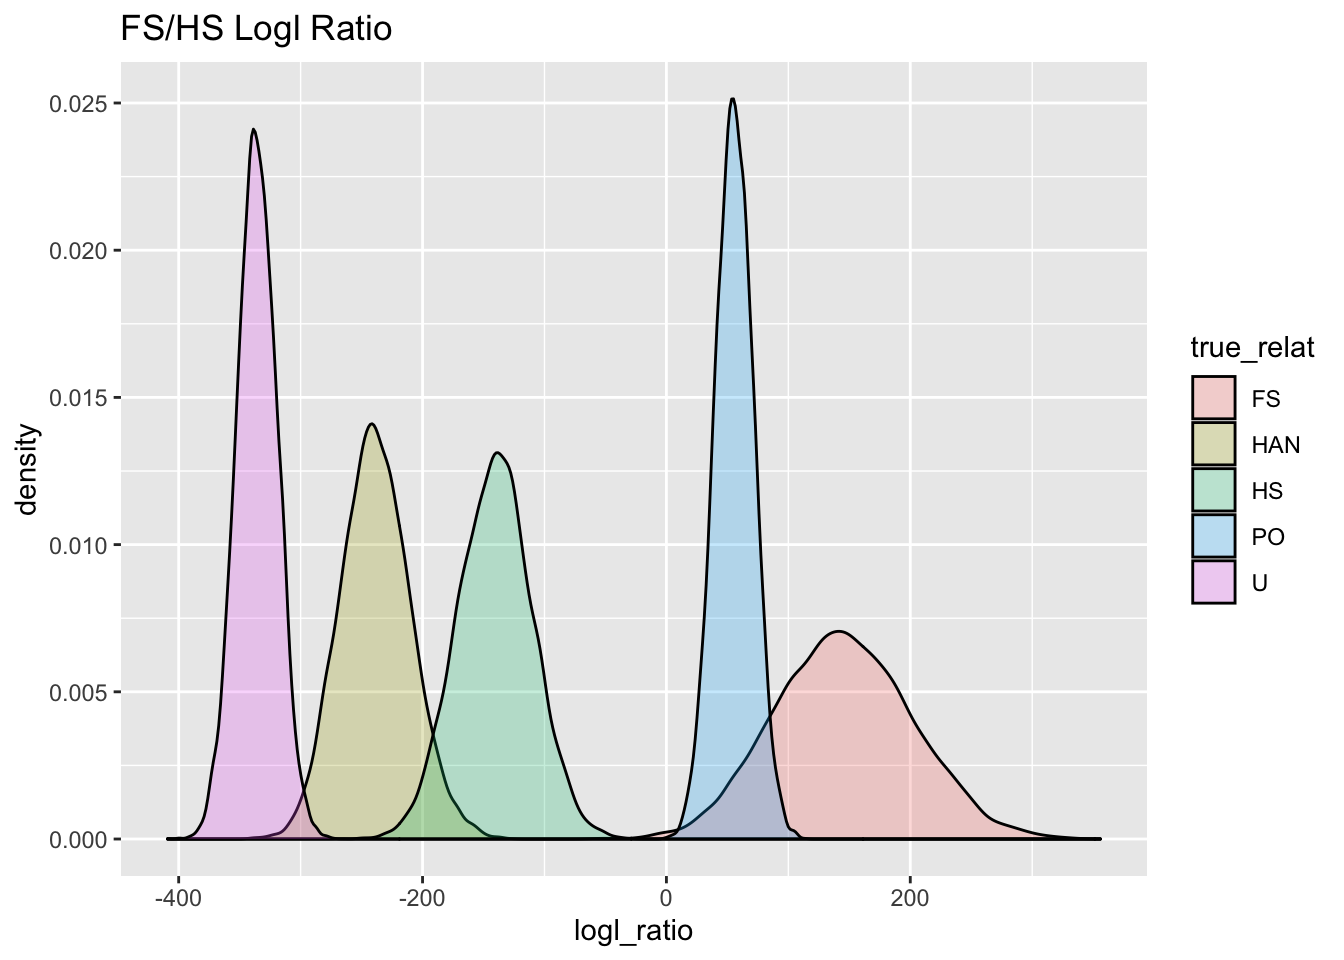 FS/HS Logl Ratio
0.025
0.020
0.015
0.010
0.005
0.000
density
-400
-200
0
200
logl_ratio
true_relat
FS
HAN
HS
PO
U